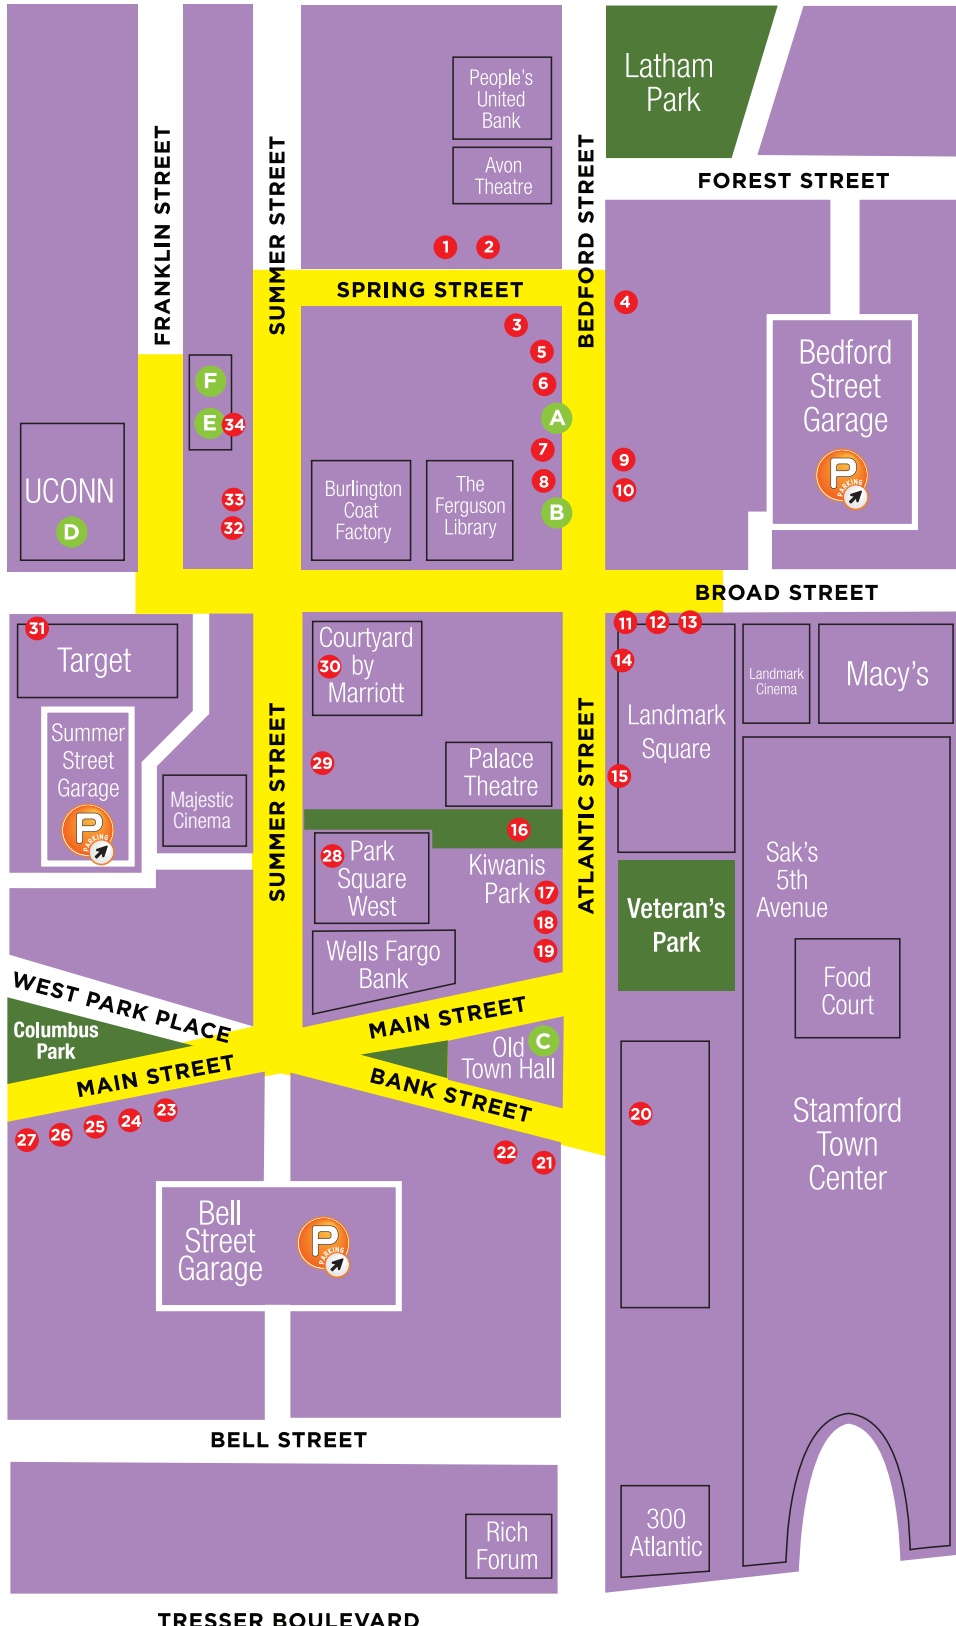 People's
United
Bank
Latham
Park
Avon
Theatre
FRANKLIN STREET
SUMMER STREET
BEDFORD STREET
FOREST STREET
1
2
SPRING STREET
4
3
5
6
A
7
8
B
9
10
Bedford
Street
Garage
P
PARKING
F
E
34
33
32
UCONN
D
Burlington
Coat
Factory
The
Ferguson
Library
BROAD STREET
31
Target
Summer
Street
Garage
P
PARKING
Majestic
Cinema
SUMMER STREET
Courtyard
30
by
Marriott
29
Palace
Theatre
16
28
Park
Square
West
Kiwanis
Park
17
18
19
Wells Fargo
Bank
ATLANTIC STREET
11
12
13
14
Landmark
Square
15
Landmark
Cinema
Macy's
Veteran's
Park
Sak's
5th
Avenue
Food
Court
Stamford
Town
Center
WEST PARK PLACE
Columbus
Park
MAIN STREET
MAIN STREET
Old
Town Hall
C
BANK STREET
20
27
26
25
24
23
22
21
Bell
Street
Garage
P
PARKING
BELL STREET
Rich
Forum
300
Atlantic
TRESSER BOULEVARD